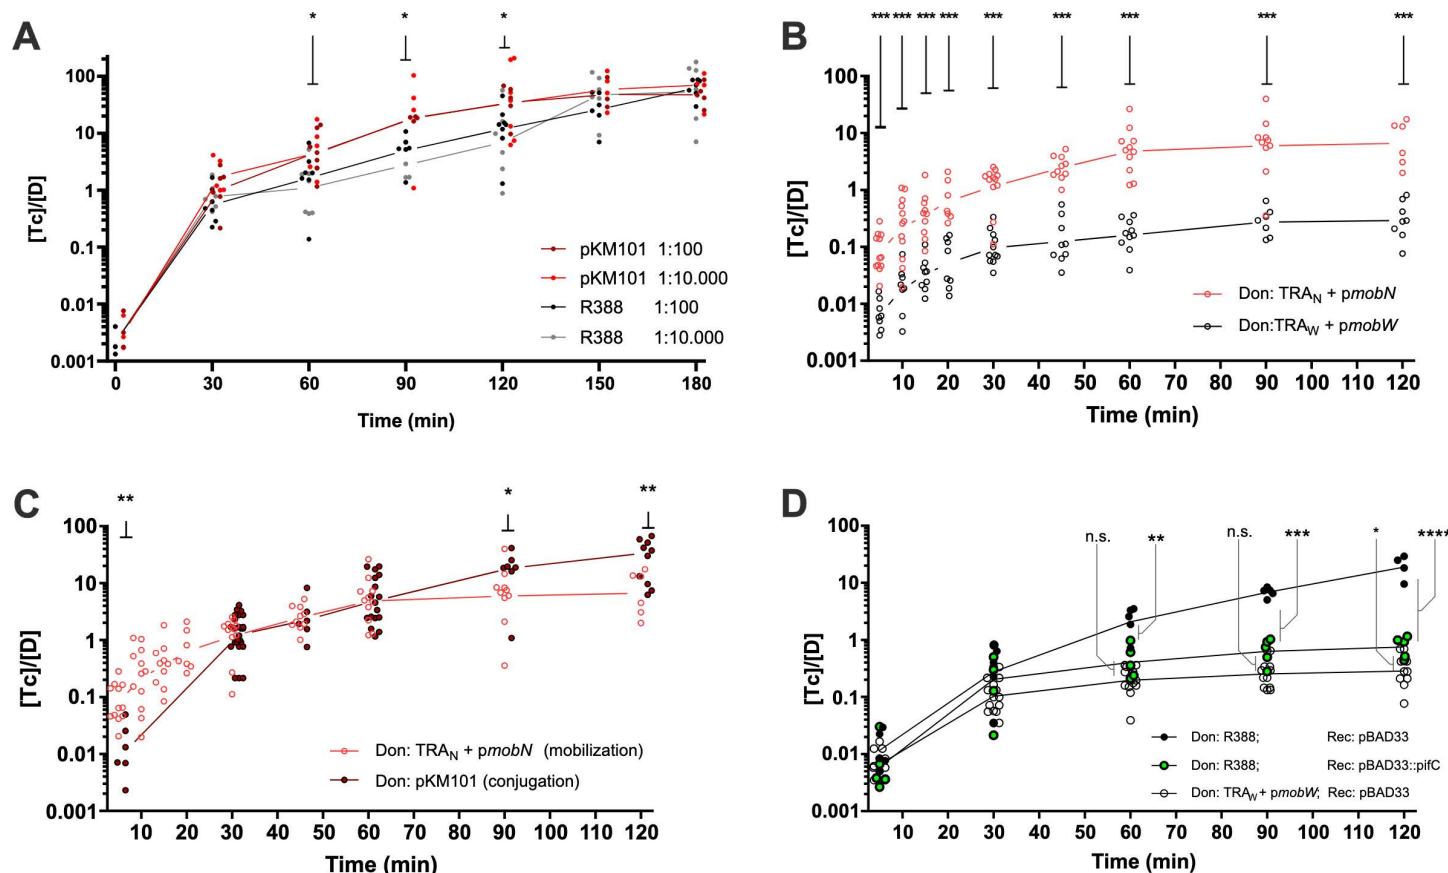 A
* * *
[Tc]/[D]
100
10
1
0.1
0.01
0.001
pKM101 1:100
pKM101 1:10.000
R388 1:100
R388 1:10.000
0 30 60 90 120 150 180
Time (min)
B
*** *** *** *** *** *** *** *** ***
[Tc]/[D]
100
10
1
0.1
0.01
0.001
Don: TRAN + pmobN
Don:TRAW + pmobW
10 20 30 40 50 60 70 80 90 100 110 120
Time (min)
C
** * **
[Tc]/[D]
100
10
1
0.1
0.01
0.001
Don: TRAN + pmobN (mobilization)
Don: pKM101 (conjugation)
10 20 30 40 50 60 70 80 90 100 110 120
Time (min)
D
n.s. ** n.s. *** * ****
[Tc]/[D]
100
10
1
0.1
0.01
0.001
Don: R388; Rec: pBAD33
Don: R388; Rec: pBAD33::pifC
Don: TRAW + pmobW; Rec: pBAD33
10 20 30 40 50 60 70 80 90 100 110 120
Time (min)